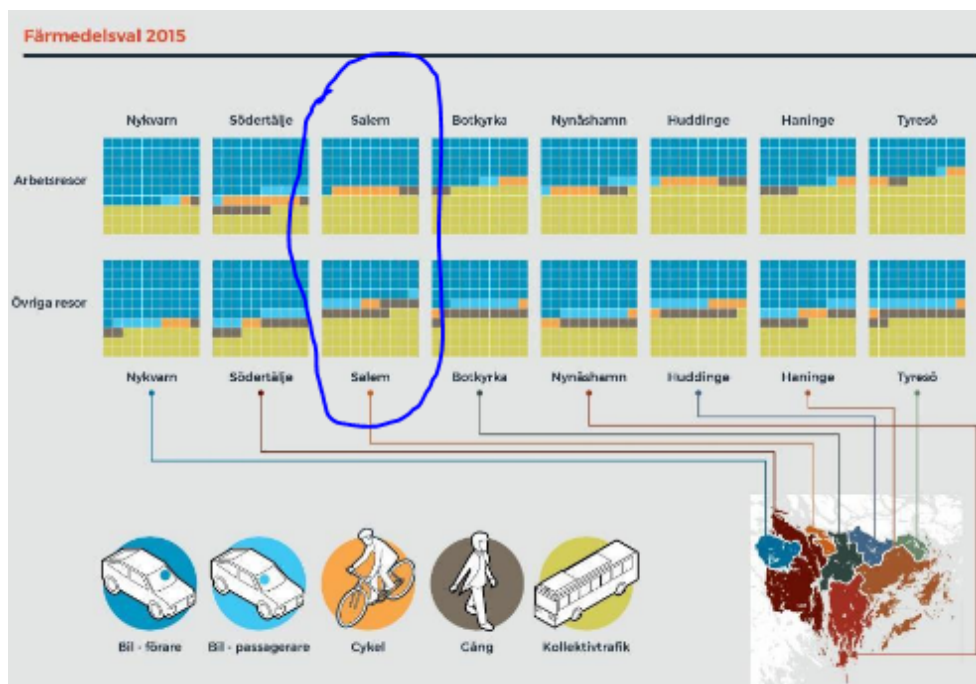 Färmedelsval 2015
Nykvarn Södertälje Salem Botkyrka Nynäshamn Huddinge Haninge Tyresö
Arbetsresor
Övriga resor
Nykvarn Södertälje Salem Botkyrka Nynäshamn Huddinge Haninge Tyresö
Bil - förare Bil - passagerare Cykel Gång Kollektivtrafik